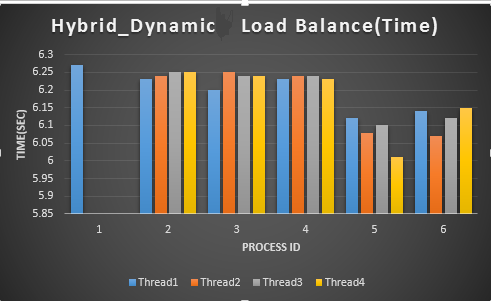 Hybrid_Dynamic Load Balance(Time)
6.3
6.25
6.2
6.15
6.1
6.05
6
5.95
5.9
5.85
TIME(SEC)
1 2 3 4 5 6
PROCESS ID
Thread1 Thread2 Thread3 Thread4